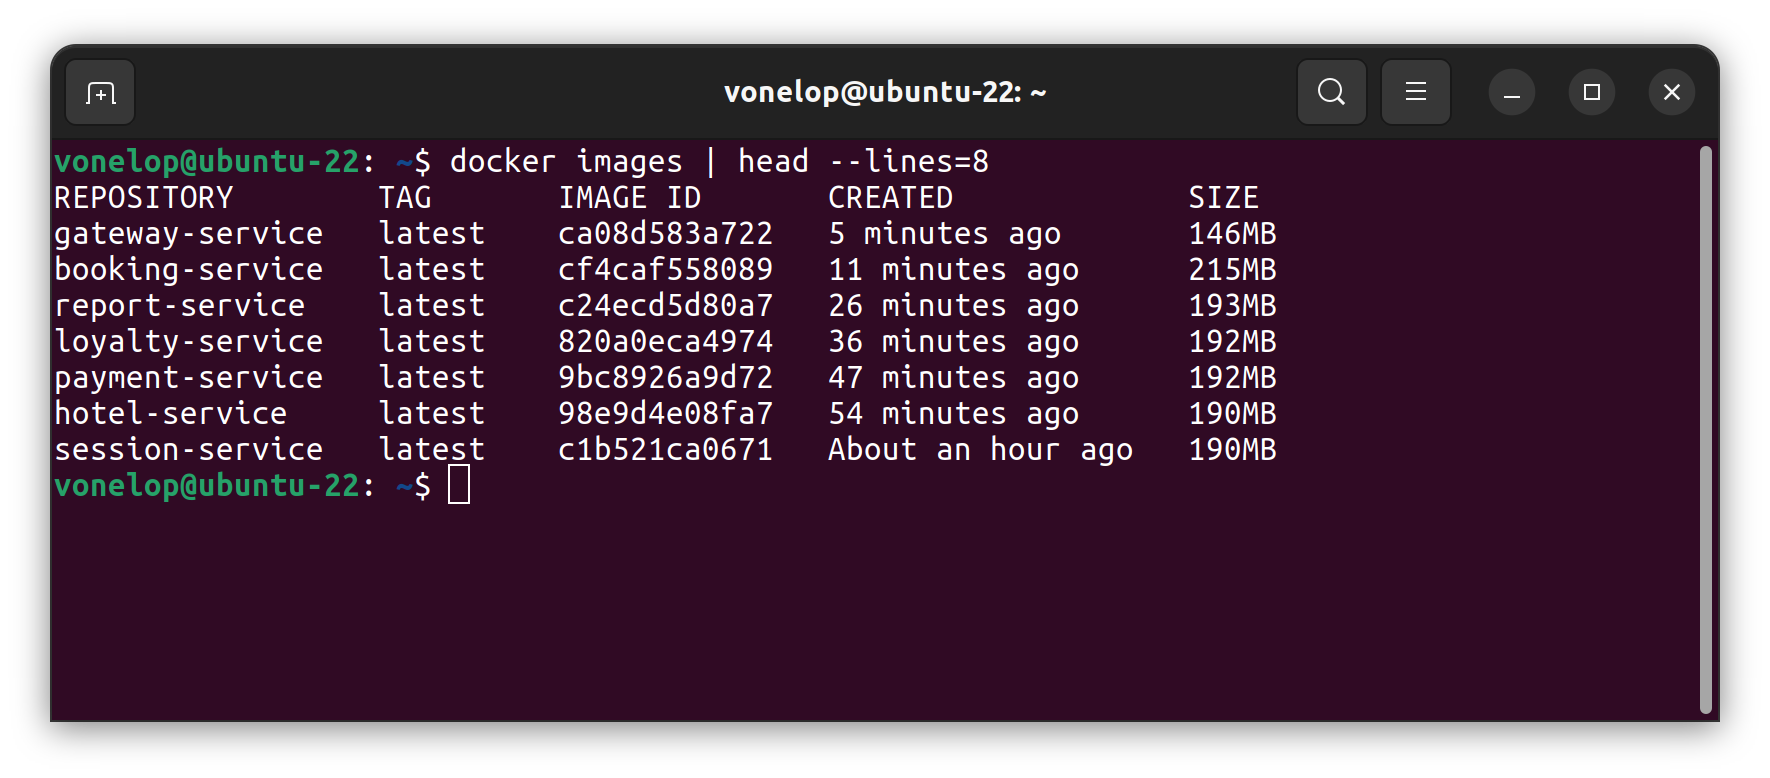 vonelop@ubuntu-22: ~
vonelop@ubuntu-22: ~$ docker images | head --lines=8
REPOSITORY        TAG       IMAGE ID       CREATED             SIZE
gateway-service   latest    ca08d583a722   5 minutes ago       146MB
booking-service   latest    cf4caf558089   11 minutes ago      215MB
report-service    latest    c24ecd5d80a7   26 minutes ago      193MB
loyalty-service   latest    820a0eca4974   36 minutes ago      192MB
payment-service   latest    9bc8926a9d72   47 minutes ago      192MB
hotel-service     latest    98e9d4e08fa7   54 minutes ago      190MB
session-service   latest    c1b521ca0671   About an hour ago   190MB
vonelop@ubuntu-22: ~$